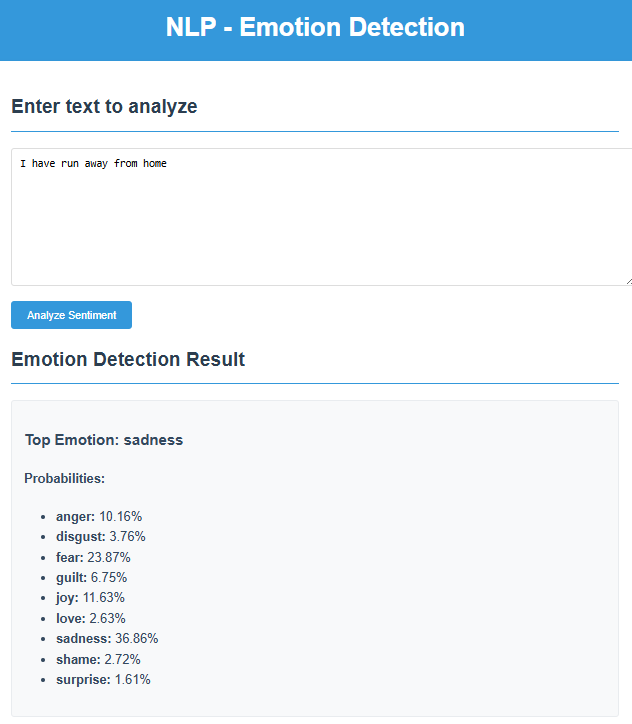 NLP - Emotion Detection
Enter text to analyze
I have run away from home
Analyze Sentiment
Emotion Detection Result
Top Emotion: sadness
Probabilities:
• anger: 10.16%
• disgust: 3.76%
• fear: 23.87%
• guilt: 6.75%
• joy: 11.63%
• love: 2.63%
• sadness: 36.86%
• shame: 2.72%
• surprise: 1.61%